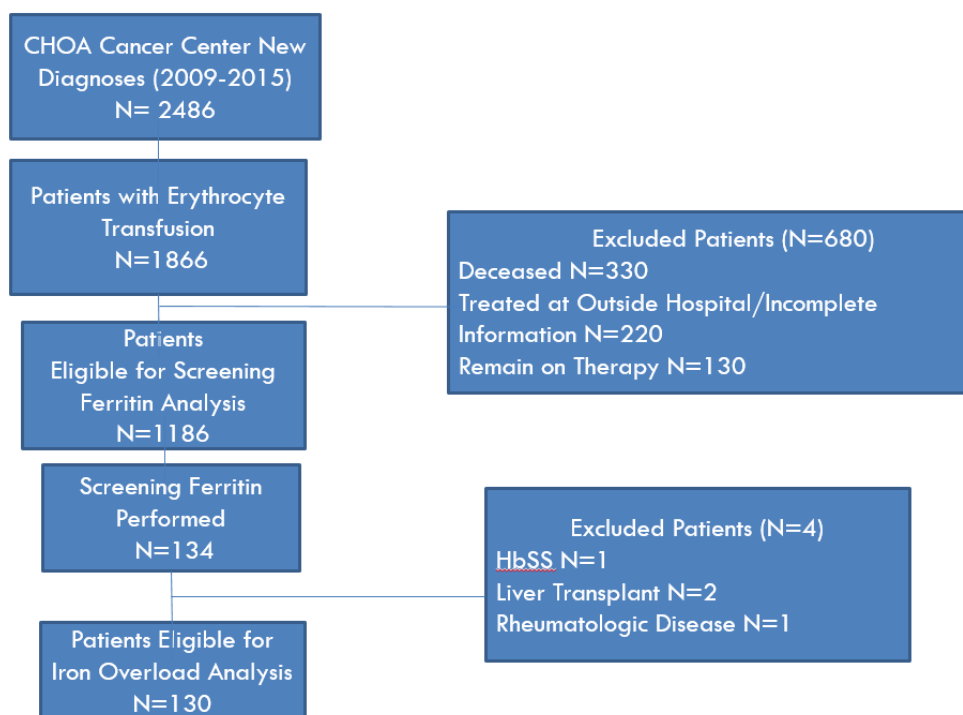 CHOA Cancer Center New
Diagnoses (2009-2015)
N= 2486
Patients with Erythrocyte
Transfusion
N=1866
Excluded Patients (N=680)
Deceased N=330
Treated at Outside Hospital/Incomplete
Information N=220
Remain on Therapy N=130
Patients
Eligible for Screening
Ferritin Analysis
N=1186
Screening Ferritin
Performed
N=134
Excluded Patients (N=4)
HbSS N=1
Liver Transplant N=2
Rheumatologic Disease N=1
Patients Eligible for
Iron Overload Analysis
N=130